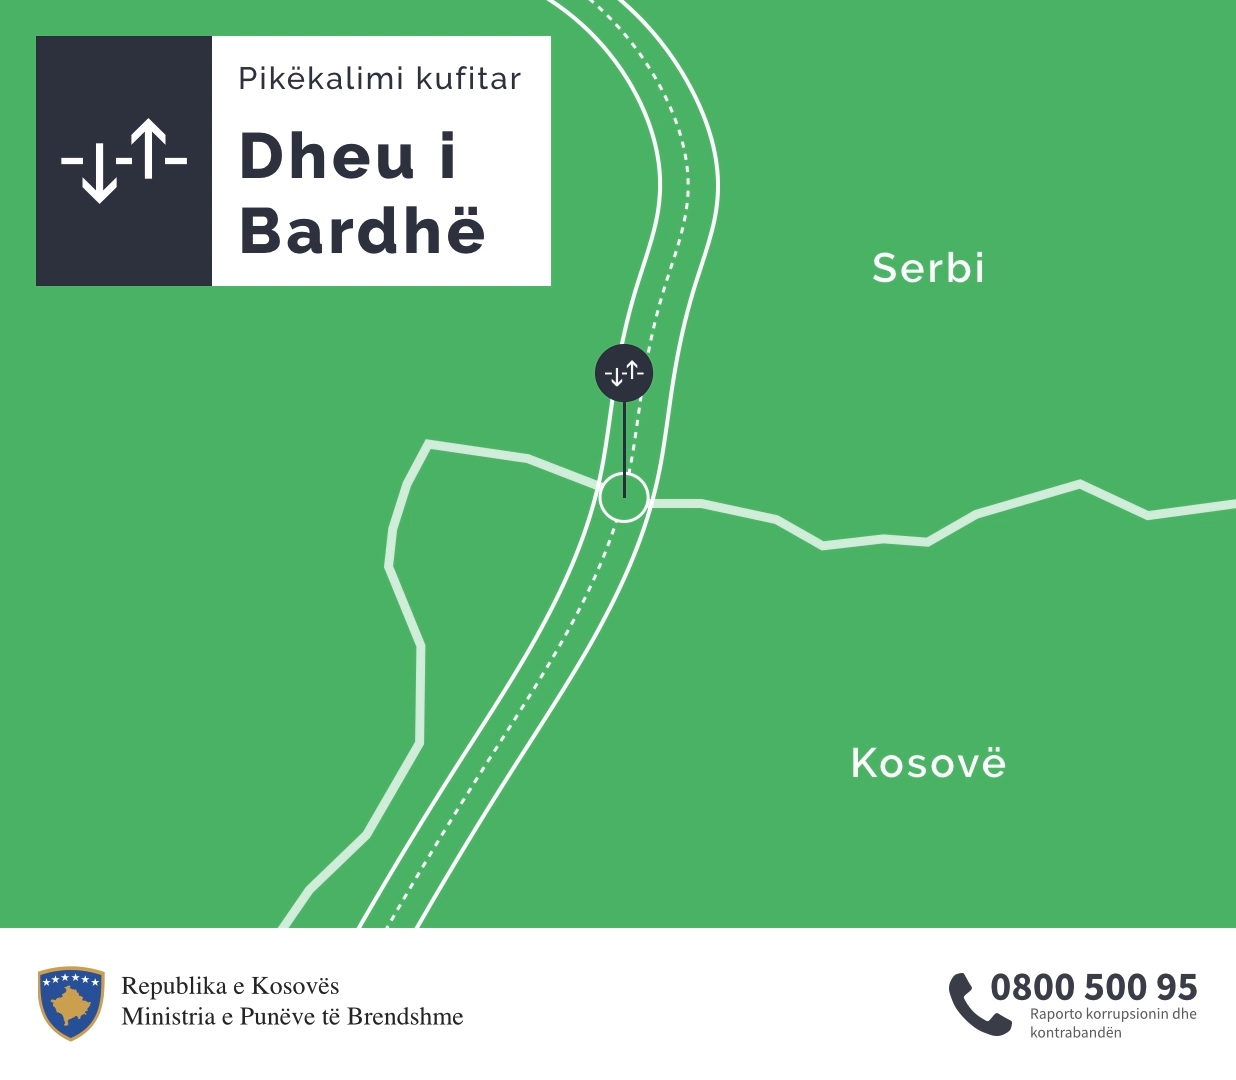 Pikëkalimi kufitar
Dheu i
Bardhë
Serbi
Kosovë
Republika e Kosovës
Ministria e Punëve të Brendshme
0800 500 95
Raporto korrupsionin dhe
kontrabandën